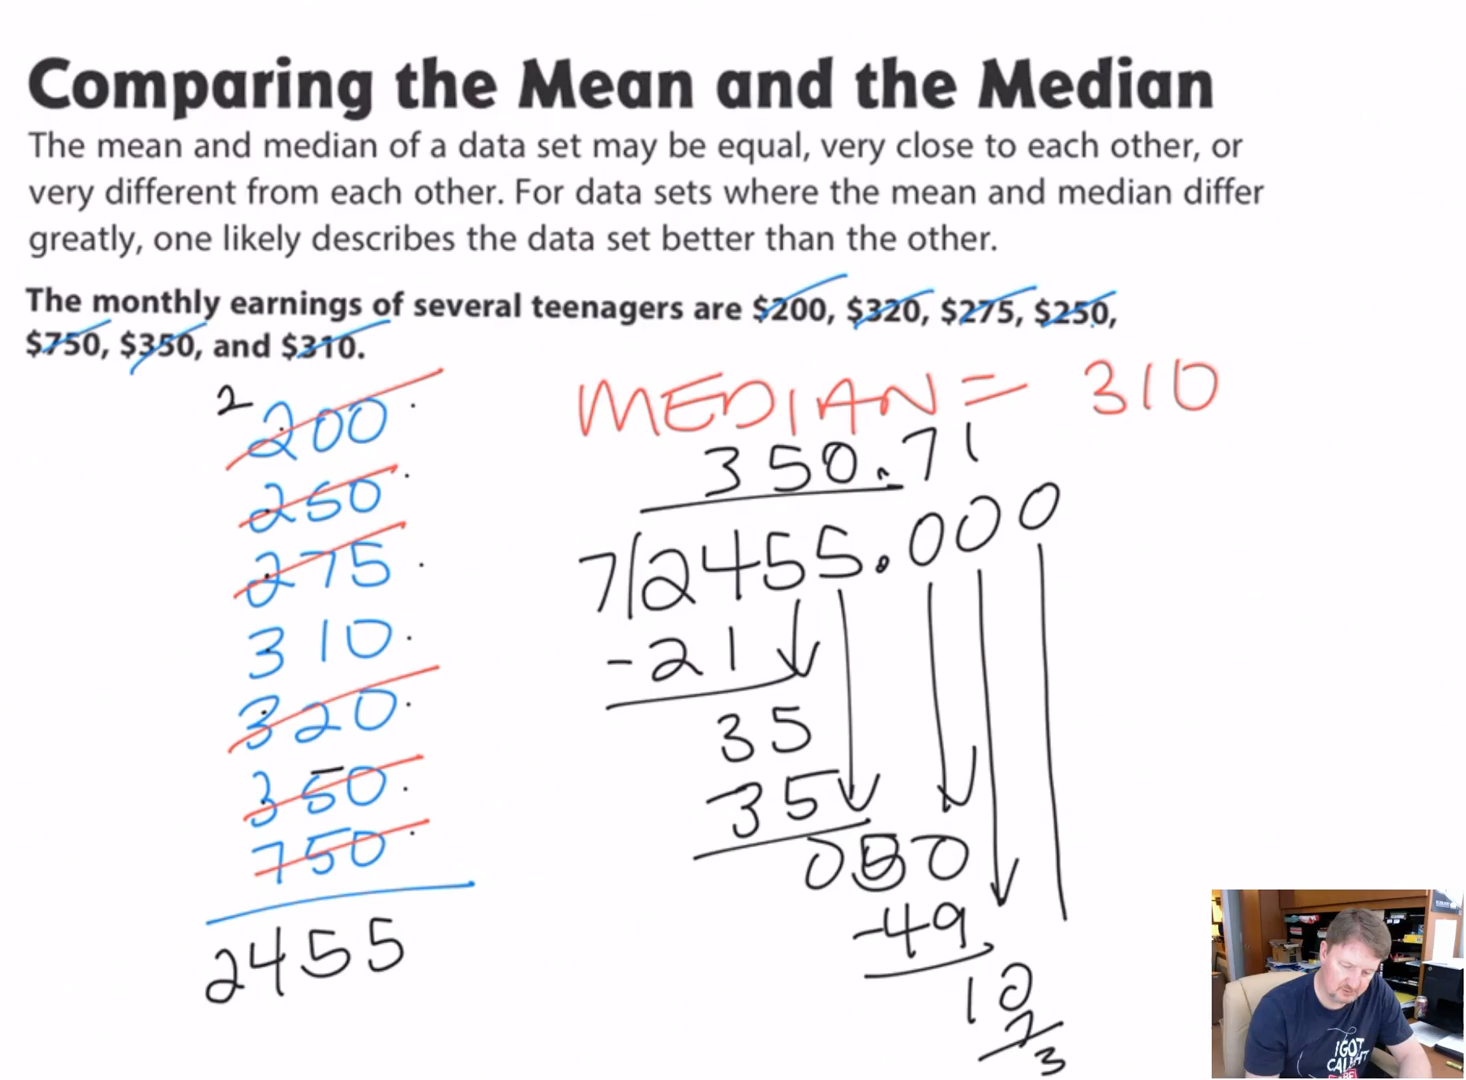 Comparing the Mean and the Median
The mean and median of a data set may be equal, very close to each other, or
very different from each other. For data sets where the mean and median differ
greatly, one likely describes the data set better than the other.
The monthly earnings of several teenagers are $200, $320, $275, $250,
$750, $350, and $310.
2
200
250
275
310
320
350
750
2455
MEDIAN = 310
350.71
7 2455.000
-21
35
35
050
-49
10
7
3
I GOT